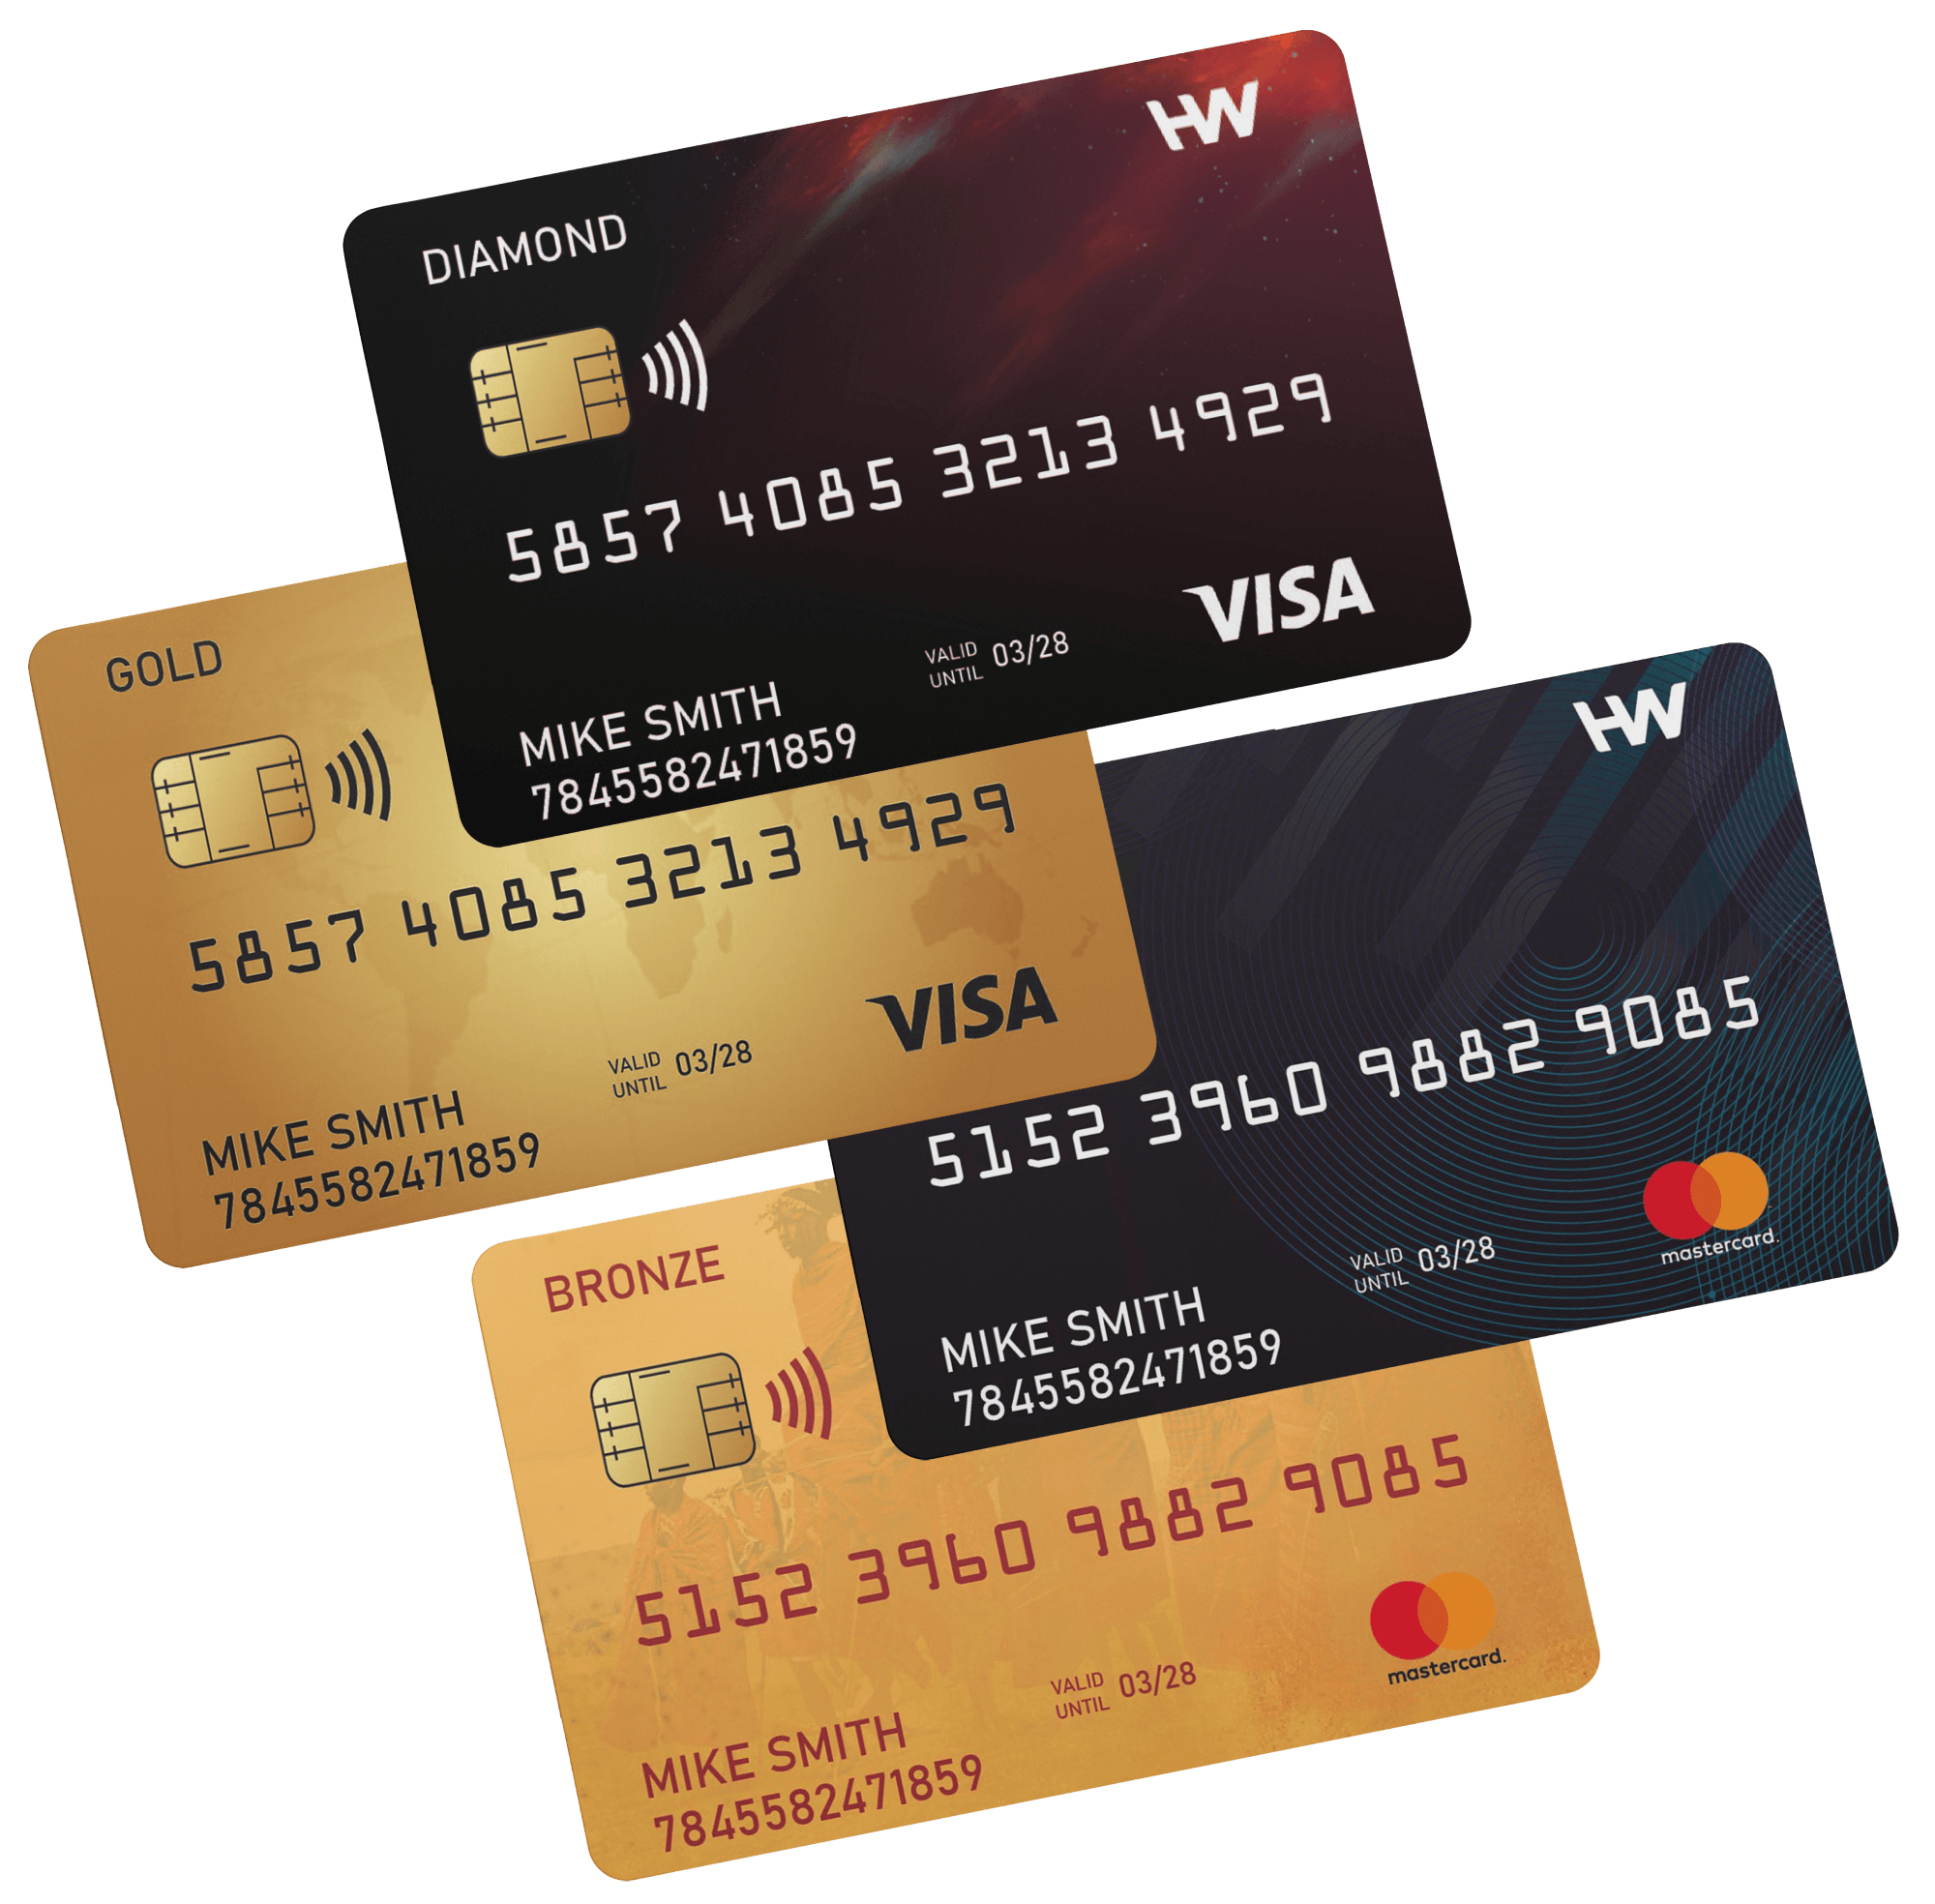 HW
DIAMOND
5857 4085 3213 4929
VISA
VALID UNTIL 03/28
MIKE SMITH
7845582471859
GOLD
5857 4085 3213 4929
VISA
VALID UNTIL 03/28
MIKE SMITH
7845582471859
HW
5152 3960 9882 9085
mastercard.
VALID UNTIL 03/28
MIKE SMITH
7845582471859
BRONZE
5152 3960 9882 9085
mastercard.
VALID UNTIL 03/28
MIKE SMITH
7845582471859